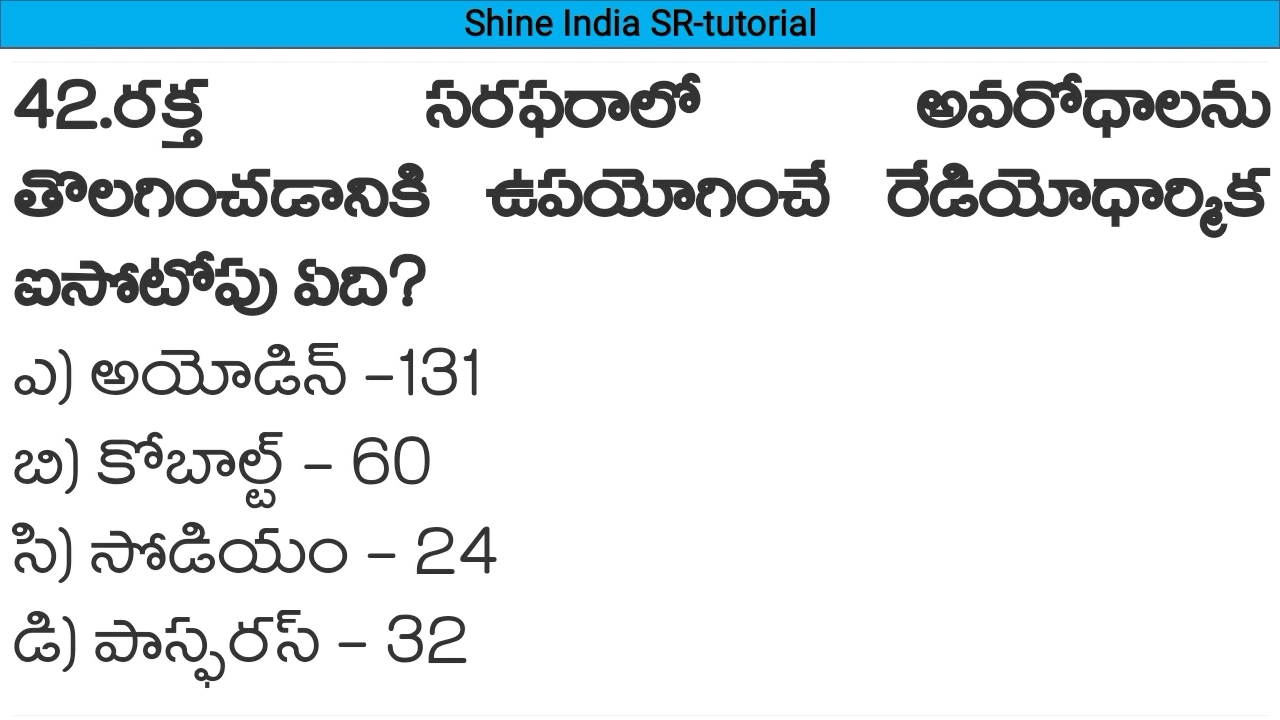 Shine India SR-tutorial
42.రక్త సరఫరాలో అవరోధాలను
తొలగించడానికి ఉపయోగించే రేడియోధార్మిక
ఐసోటోపు ఏది?
ఎ) అయోడిన్ –131
బి) కోబాల్ట్ – 60
సి) సోడియం – 24
డి) పాస్ఫరస్ – 32